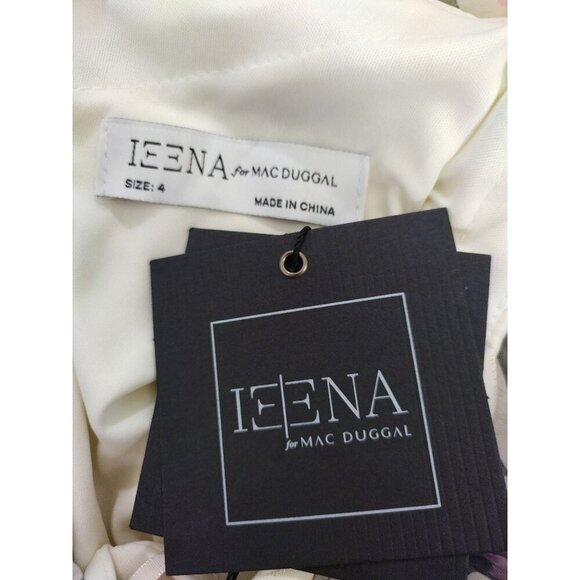 IEENA for MAC DUGGAL
SIZE: 4
MADE IN CHINA
IEENA
for MAC DUGGAL